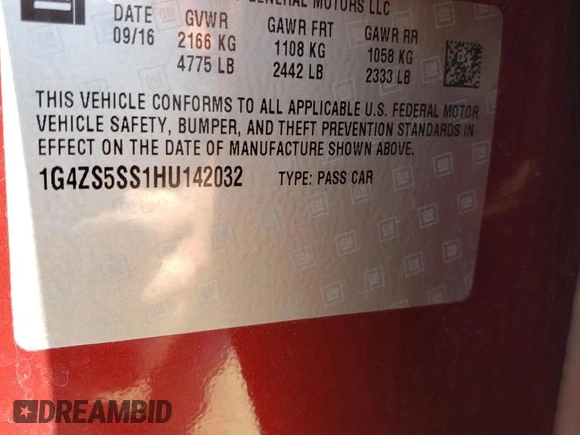 GENERAL MOTORS LLC
DATE GVWR GAWR FRT GAWR RR
09/16 2166 KG 1108 KG 1058 KG
4775 LB 2442 LB 2333 LB
THIS VEHICLE CONFORMS TO ALL APPLICABLE U.S. FEDERAL MOTOR
VEHICLE SAFETY, BUMPER, AND THEFT PREVENTION STANDARDS IN
EFFECT ON THE DATE OF MANUFACTURE SHOWN ABOVE.
1G4ZS5SS1HU142032 TYPE: PASS CAR
DREAMBID